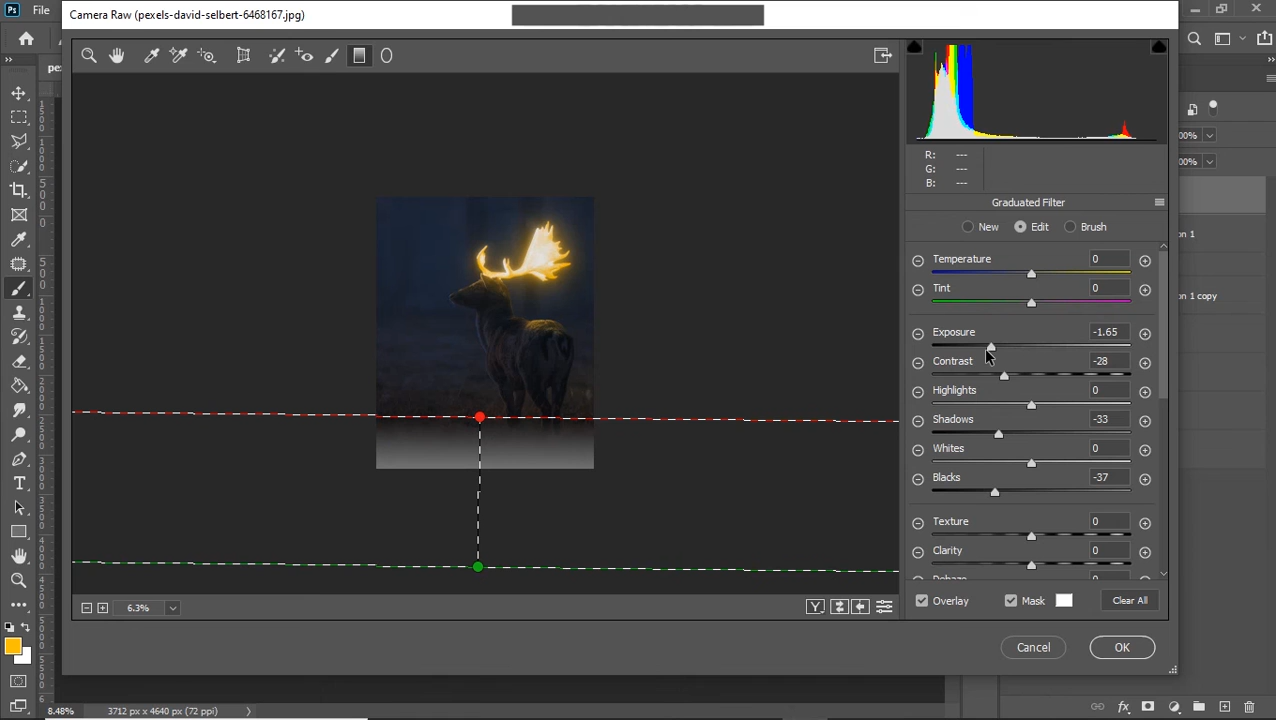 Ps File
Camera Raw (pexels-david-selbert-6468167.jpg)
R: ---
G: ---
B: ---
Graduated Filter
New Edit Brush
Temperature 0
Tint 0
Exposure -1.65
Contrast -28
Highlights 0
Shadows -33
Whites 0
Blacks -37
Texture 0
Clarity 0
6.3% Y
Overlay Mask Clear All
Cancel OK
8.48% 3712 px x 4640 px (72 ppi)